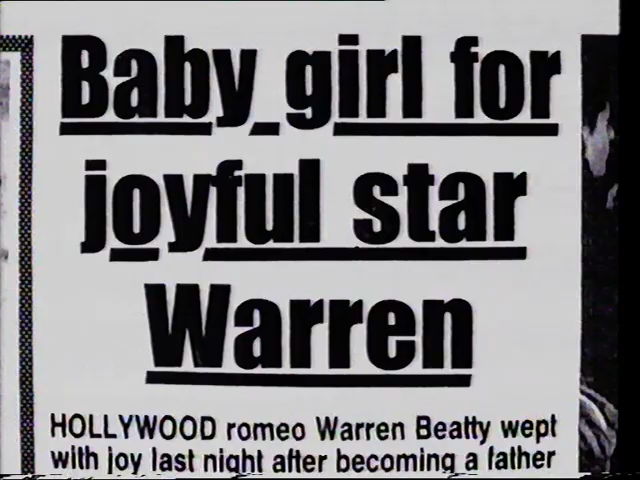 Baby girl for
joyful star
Warren
HOLLYWOOD romeo Warren Beatty wept
with joy last night after becoming a father